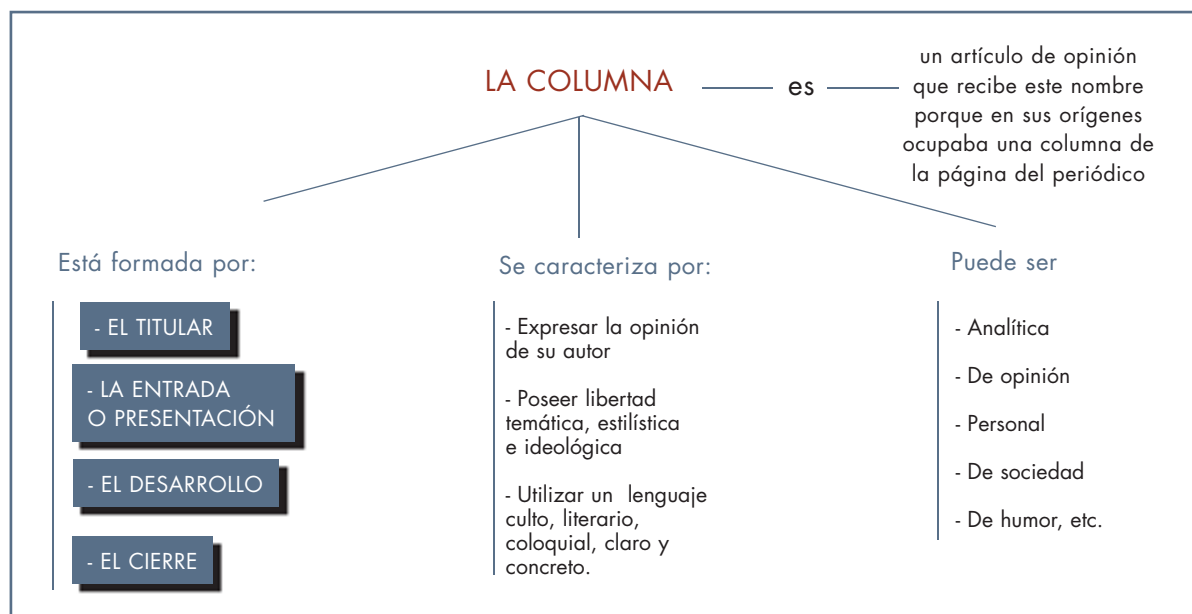 LA COLUMNA
es
un artículo de opinión
que recibe este nombre
porque en sus orígenes
ocupaba una columna de
la página del periódico
Está formada por:
- EL TITULAR
- LA ENTRADA
O PRESENTACIÓN
- EL DESARROLLO
- EL CIERRE
Se caracteriza por:
- Expresar la opinión
de su autor
- Poseer libertad
temática, estilística
e ideológica
- Utilizar un lenguaje
culto, literario,
coloquial, claro y
concreto.
Puede ser
- Analítica
- De opinión
- Personal
- De sociedad
- De humor, etc.